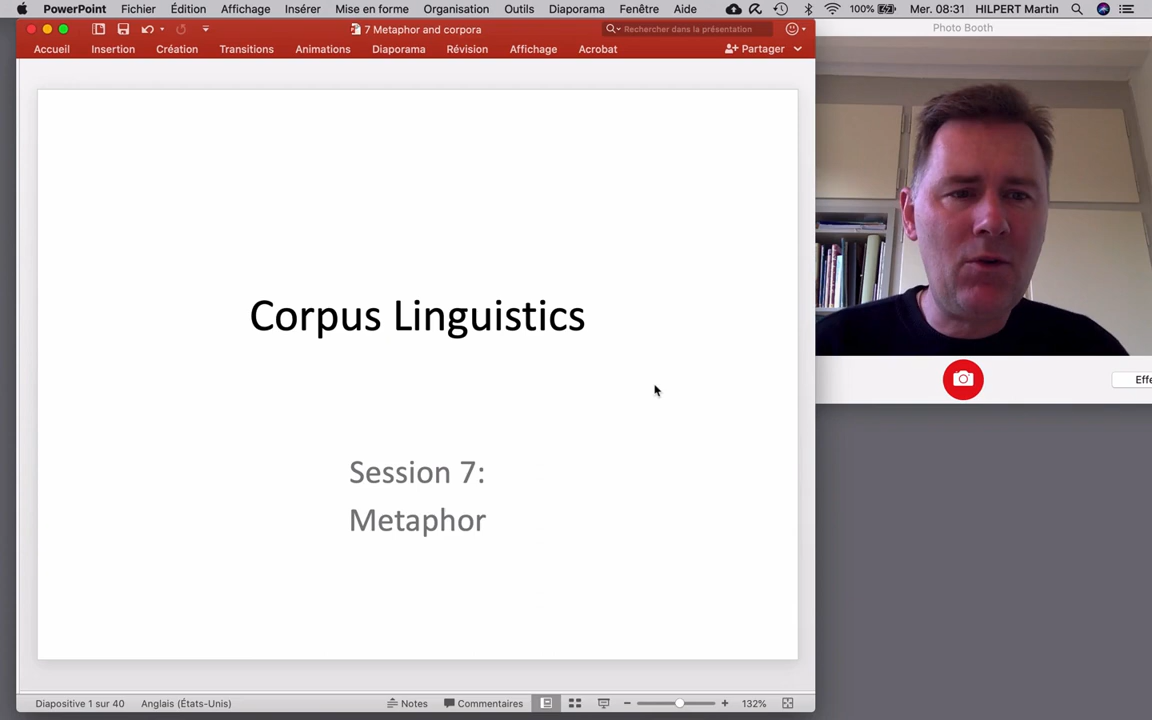 PowerPoint Fichier Édition Affichage Insérer Mise en forme Organisation Outils Diaporama Fenêtre Aide 100% Mer. 08:31 HILPERT Martin
7 Metaphor and corpora
Rechercher dans la présentation
Photo Booth
Accueil Insertion Création Transitions Animations Diaporama Révision Affichage Acrobat Partager
Corpus Linguistics
Session 7:
Metaphor
Effe
Diapositive 1 sur 40 Anglais (États-Unis) Notes Commentaires 132%